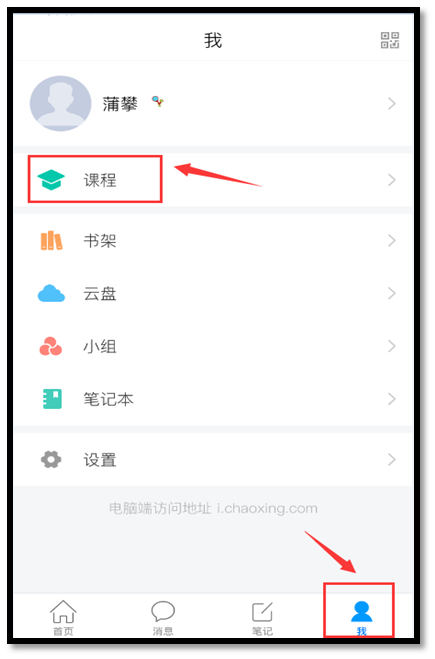 我
蒲攀
课程
书架
云盘
小组
笔记本
设置
电脑端访问地址 i.chaoxing.com
首页
消息
笔记
我